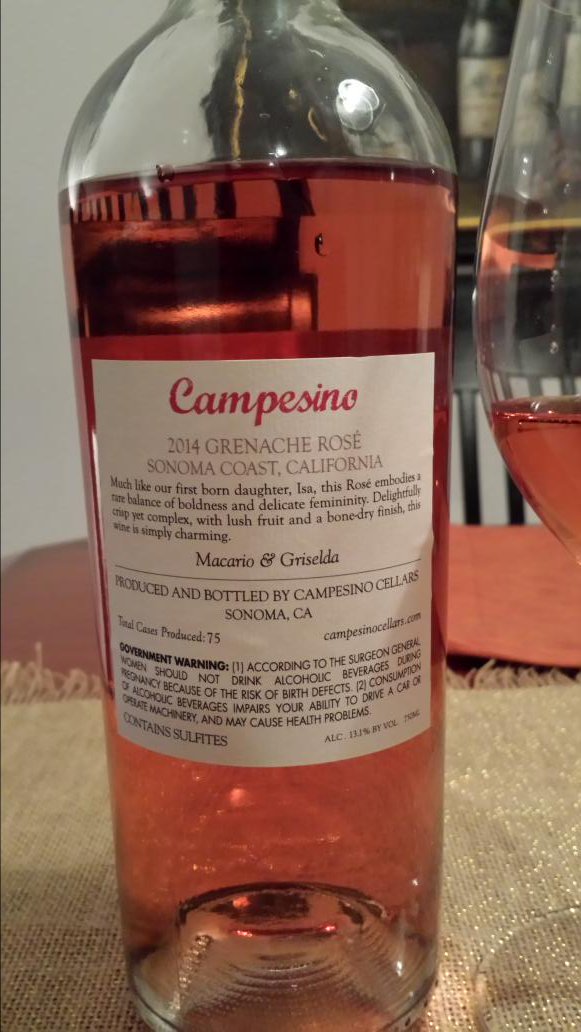 Campesino
2014 GRENACHE ROSÉ
SONOMA COAST, CALIFORNIA
Much like our first born daughter, Isa, this Rosé embodies a
rare balance of boldness and delicate femininity. Delightfully
crisp yet complex, with lush fruit and a bone-dry finish, this
wine is simply charming.
Macario & Griselda
PRODUCED AND BOTTLED BY CAMPESINO CELLARS
SONOMA, CA
Total Cases Produced: 75 campesinocellars.com
GOVERNMENT WARNING: (1) ACCORDING TO THE SURGEON GENERAL
WOMEN SHOULD NOT DRINK ALCOHOLIC BEVERAGES DURING
PREGNANCY BECAUSE OF THE RISK OF BIRTH DEFECTS. (2) CONSUMPTION
OF ALCOHOLIC BEVERAGES IMPAIRS YOUR ABILITY TO DRIVE A CAR OR
OPERATE MACHINERY, AND MAY CAUSE HEALTH PROBLEMS.
CONTAINS SULFITES ALC. 13.1% BY VOL. 750ML